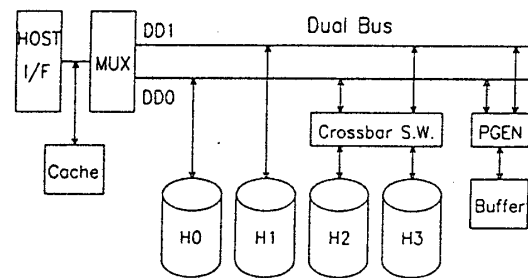 HOST
I/F
MUX
DD1
Dual Bus
DD0
Cache
Crossbar S.W.
PGEN
Buffer
H0
H1
H2
H3